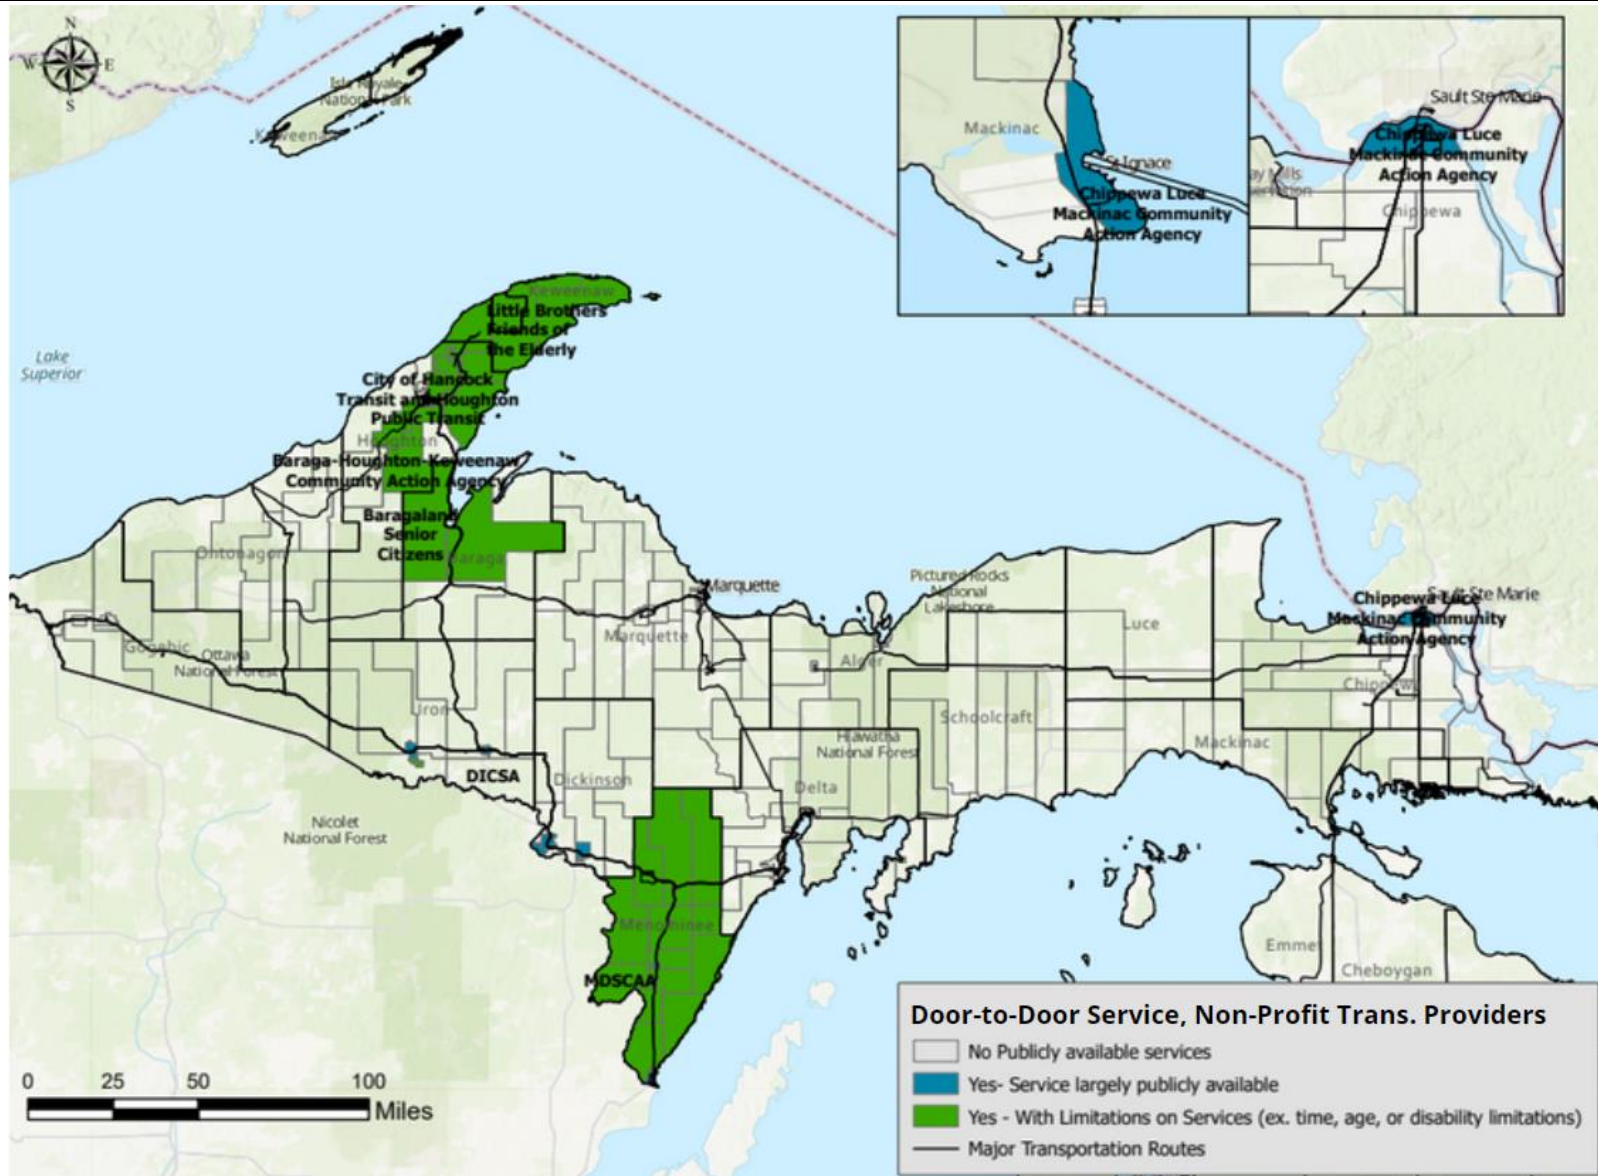 N
W E
S
Isle Royale
National Park
Keweenaw
Mackinac
St Ignace
Chippewa Luce
Mackinac Community
Action Agency
Sault Ste Marie
Chippewa Luce
Mackinac Community
Action Agency
Chippewa
Lake
Superior
Keweenaw
Little Brothers
Friends of
the Elderly
City of Hancock
Transit and Houghton
Public Transit
Houghton
Baraga-Houghton-Keweenaw
Community Action Agency
Baragaland
Senior
Citizens
Baraga
Ontonagon
Marquette
Pictured Rocks
National
Lakeshore
Chippewa Luce
Sault Ste Marie
Mackinac Community
Action Agency
Gogebic
Ottawa
National Forest
Marquette
Alger
Luce
Chippewa
Iron
Schoolcraft
Hiawatha
National Forest
Mackinac
DICSA
Dickinson
Delta
Nicolet
National Forest
Menominee
MDSCAA
Emmet
Cheboygan
Door-to-Door Service, Non-Profit Trans. Providers
No Publicly available services
Yes- Service largely publicly available
Yes - With Limitations on Services (ex. time, age, or disability limitations)
Major Transportation Routes
0 25 50 100
Miles